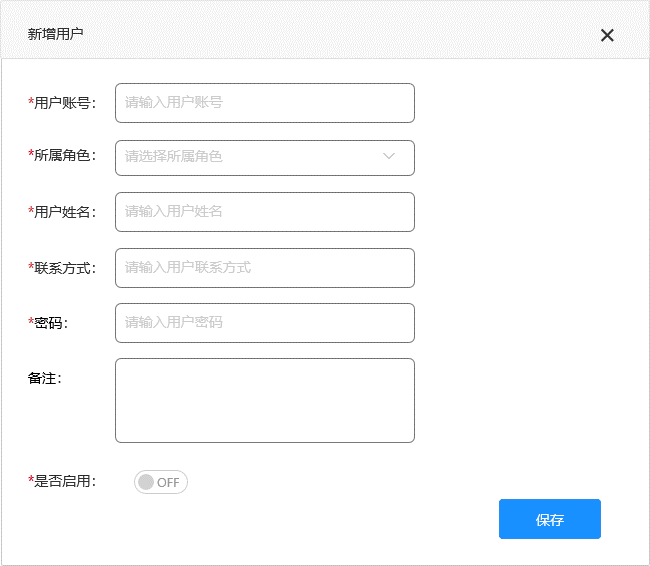 新增用户
*用户账号： 请输入用户账号
*所属角色： 请选择所属角色
*用户姓名： 请输入用户姓名
*联系方式： 请输入用户联系方式
*密码： 请输入用户密码
备注：
*是否启用： OFF
保存